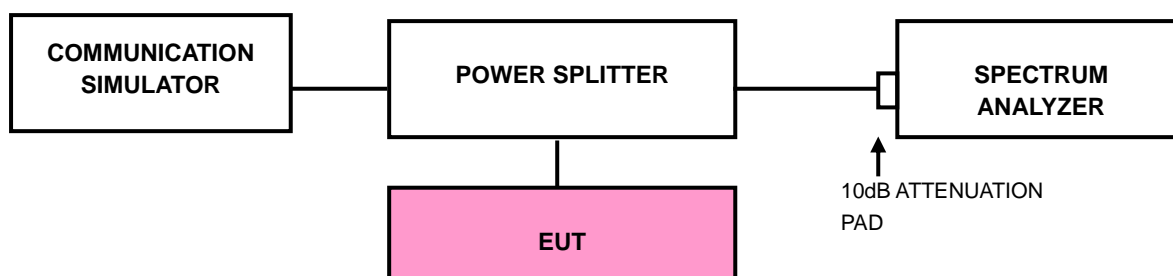 COMMUNICATION
SIMULATOR
POWER SPLITTER
SPECTRUM
ANALYZER
10dB ATTENUATION
PAD
EUT